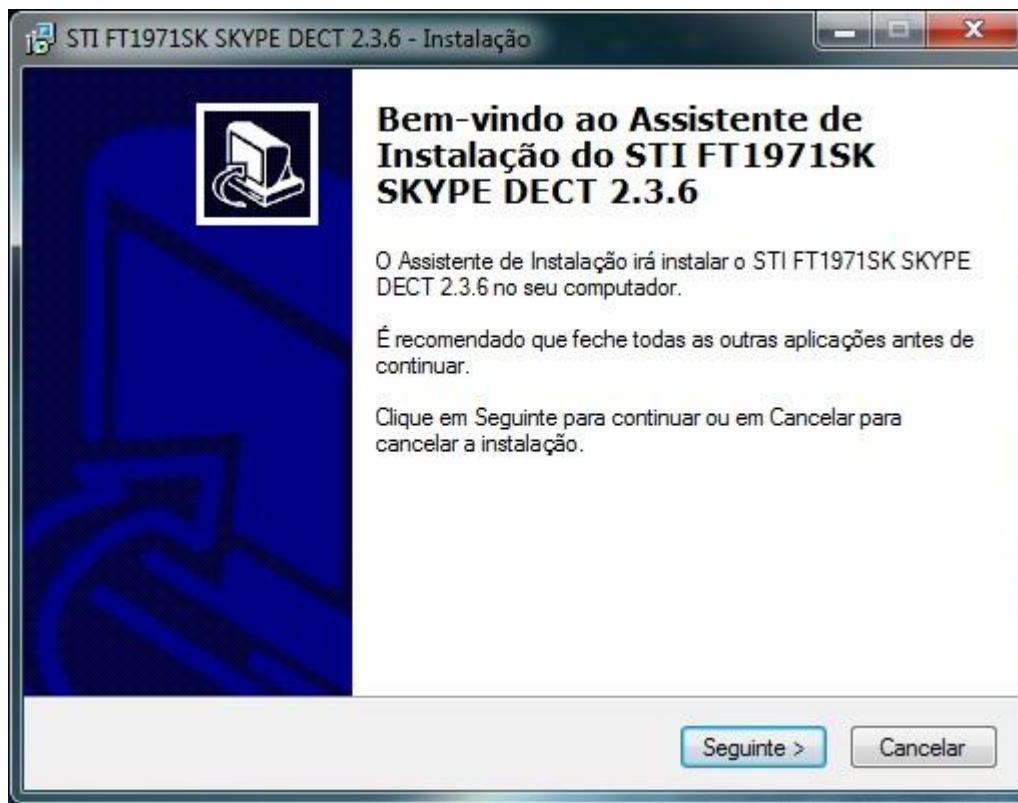 STI FT1971SK SKYPE DECT 2.3.6 - Instalação
Bem-vindo ao Assistente de
Instalação do STI FT1971SK
SKYPE DECT 2.3.6
O Assistente de Instalação irá instalar o STI FT1971SK SKYPE
DECT 2.3.6 no seu computador.
É recomendado que feche todas as outras aplicações antes de
continuar.
Clique em Seguinte para continuar ou em Cancelar para
cancelar a instalação.
Seguinte >
Cancelar